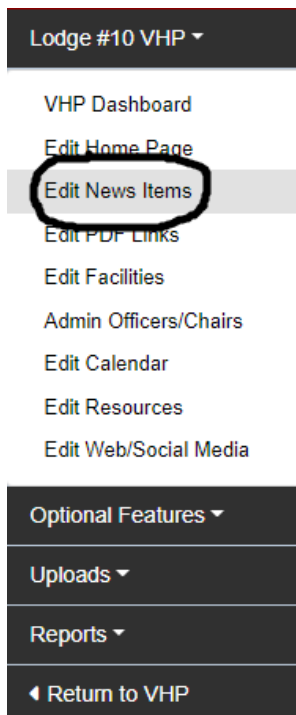 Lodge #10 VHP
VHP Dashboard
Edit Home Page
Edit News Items
Edit PDF Links
Edit Facilities
Admin Officers/Chairs
Edit Calendar
Edit Resources
Edit Web/Social Media
Optional Features
Uploads
Reports
Return to VHP